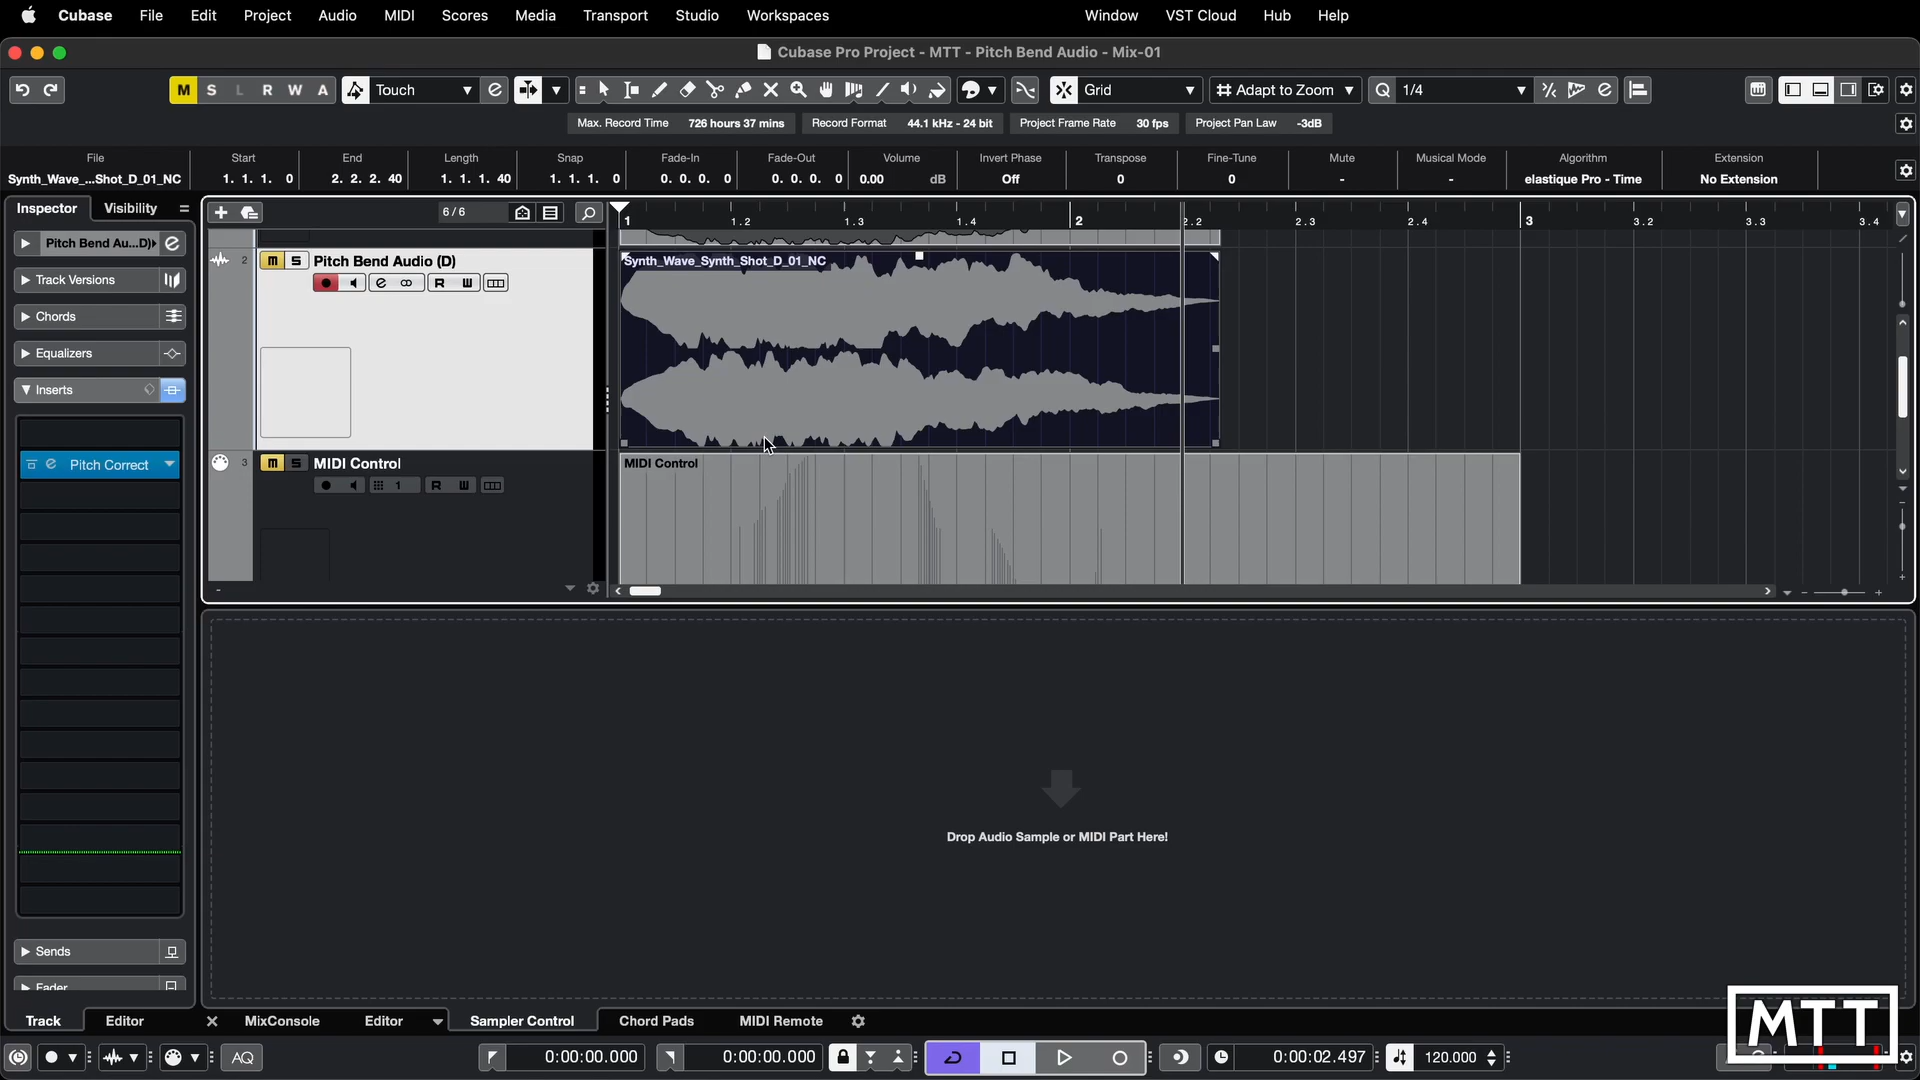 Cubase File Edit Project Audio MIDI Scores Media Transport Studio Workspaces Window VST Cloud Hub Help
Cubase Pro Project - MTT - Pitch Bend Audio - Mix-01
M S L R W A Touch Grid Adapt to Zoom Q 1/4
Max. Record Time 726 hours 37 mins Record Format 44.1 kHz - 24 bit Project Frame Rate 30 fps Project Pan Law -3dB
File Start End Length Snap Fade-In Fade-Out Volume Invert Phase Transpose Fine-Tune Mute Musical Mode Algorithm Extension
Synth_Wave_...Shot_D_01_NC 1. 1. 1. 0 2. 2. 2. 40 1. 1. 1. 40 1. 1. 1. 0 0. 0. 0. 0 0. 0. 0. 0 0.00 dB Off 0 0 - - elastique Pro - Time No Extension
Inspector Visibility
6/6
1 1.2 1.3 1.4 2 2.2 2.3 2.4 3 3.2 3.3 3.4
Pitch Bend Au...D)
Track Versions
Chords
Equalizers
Inserts
Pitch Correct
Sends
Fader
2 m S Pitch Bend Audio (D)
R W
Synth_Wave_Synth_Shot_D_01_NC
3 m S MIDI Control
1 R W
MIDI Control
Drop Audio Sample or MIDI Part Here!
Track Editor MixConsole Editor Sampler Control Chord Pads MIDI Remote
AQ 0:00:00.000 0:00:00.000 0:00:02.497 120.000
MTT